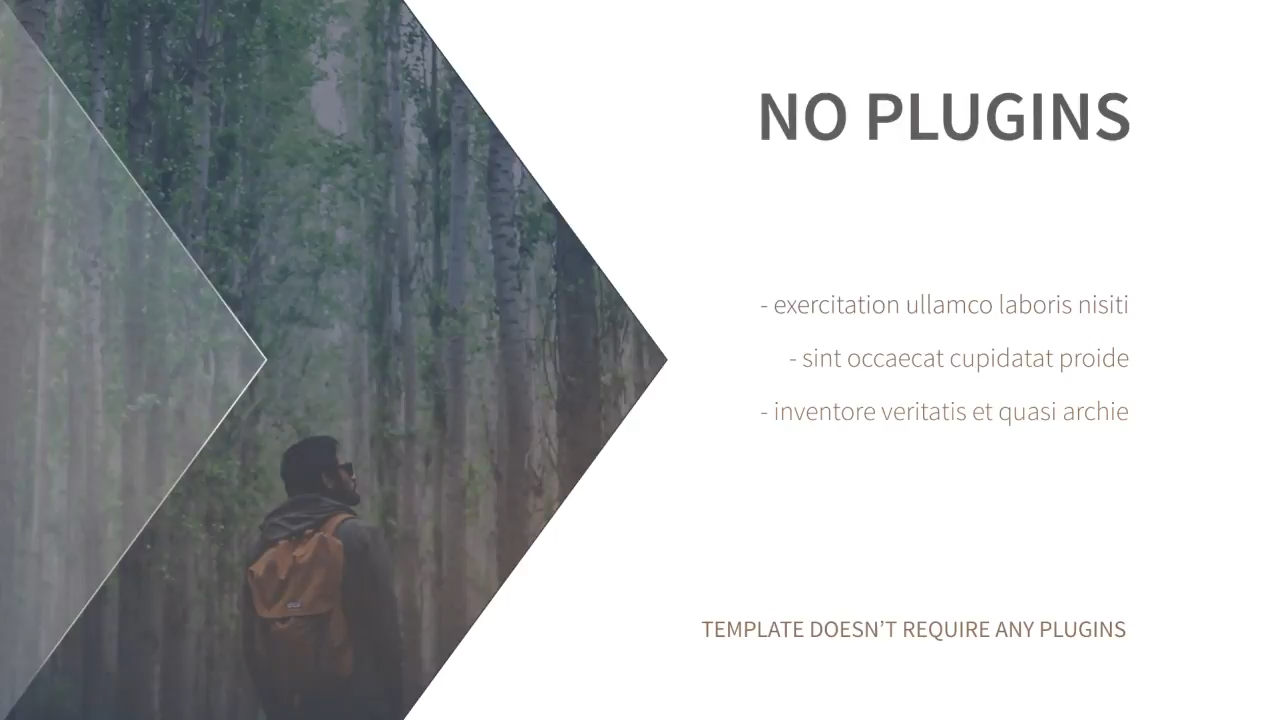 NO PLUGINS
- exercitation ullamco laboris nisiti
- sint occaecat cupidatat proide
- inventore veritatis et quasi archie
TEMPLATE DOESN’T REQUIRE ANY PLUGINS